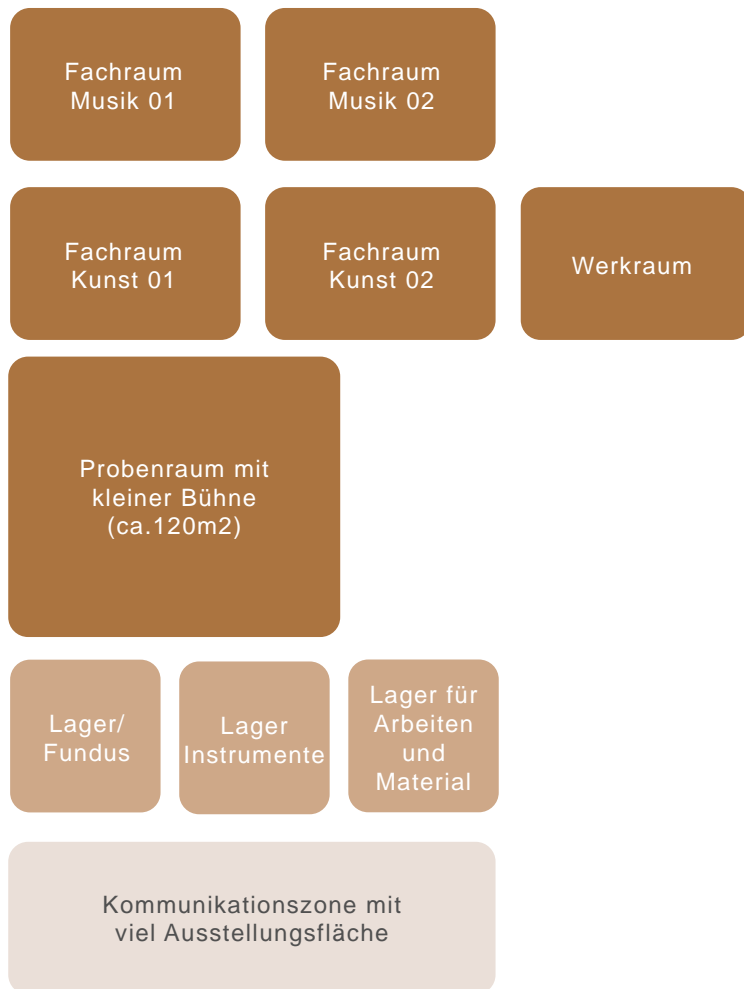 Fachraum
Musik 01
Fachraum
Musik 02
Fachraum
Kunst 01
Fachraum
Kunst 02
Werkraum
Probenraum mit
kleiner Bühne
(ca.120m2)
Lager/
Fundus
Lager
Instrumente
Lager für
Arbeiten
und
Material
Kommunikationszone mit
viel Ausstellungsfläche